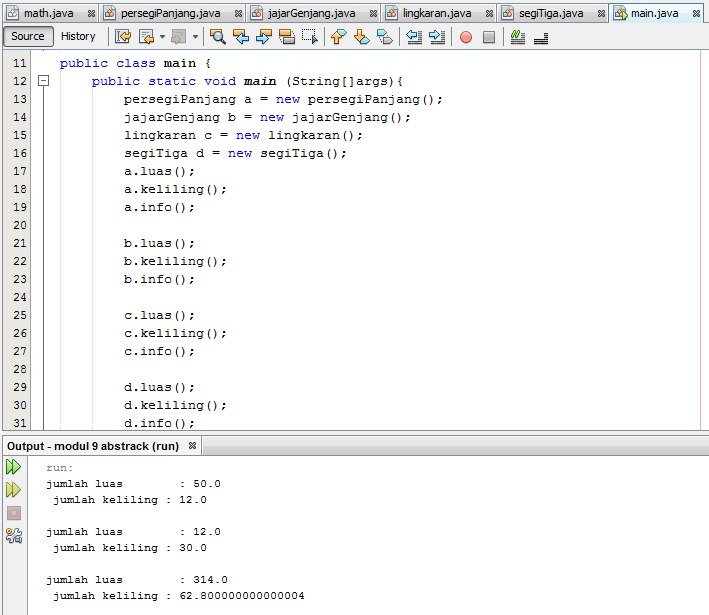 math.java persegiPanjang.java jajarGenjang.java lingkaran.java segiTiga.java main.java
Source History
11 public class main {
12 public static void main (String[]args){
13 persegiPanjang a = new persegiPanjang();
14 jajarGenjang b = new jajarGenjang();
15 lingkaran c = new lingkaran();
16 segiTiga d = new segiTiga();
17 a.luas();
18 a.keliling();
19 a.info();
20
21 b.luas();
22 b.keliling();
23 b.info();
24
25 c.luas();
26 c.keliling();
27 c.info();
28
29 d.luas();
30 d.keliling();
31 d.info();
Output - modul 9 abstrack (run)
run:
jumlah luas : 50.0
jumlah keliling : 12.0
jumlah luas : 12.0
jumlah keliling : 30.0
jumlah luas : 314.0
jumlah keliling : 62.800000000000004